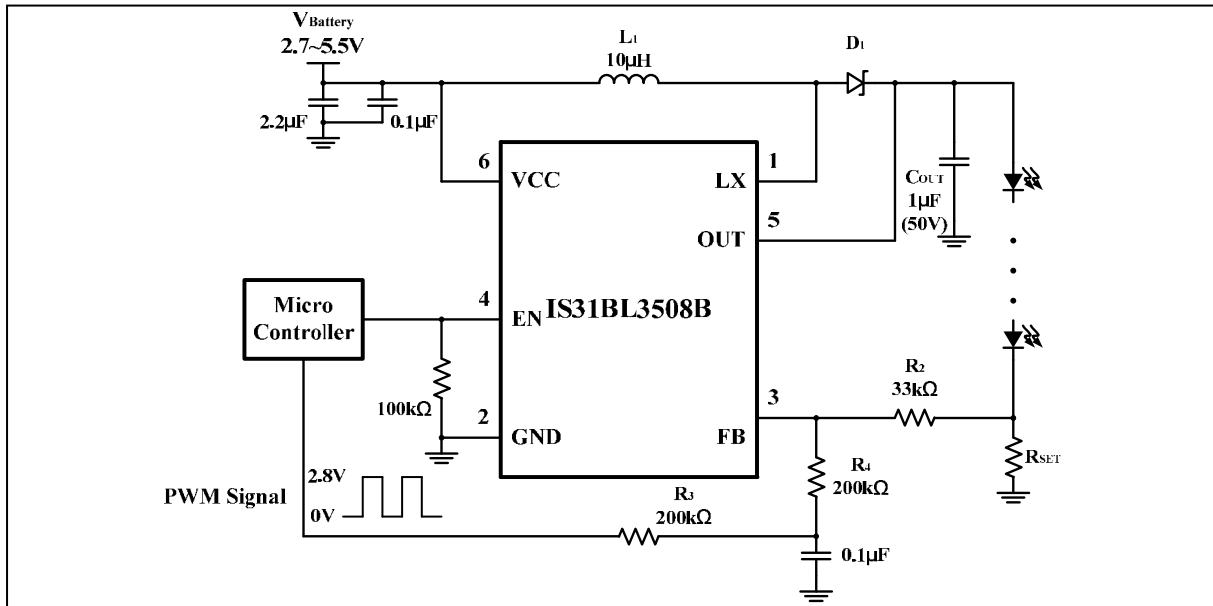 VBattery
2.7~5.5V
L1
10µH
D1
2.2µF
0.1µF
6
VCC
1
LX
COUT
1µF
(50V)
5
OUT
Micro
Controller
4
EN
IS31BL3508B
R2
33kΩ
3
FB
100kΩ
2
GND
RSET
R4
200kΩ
2.8V
PWM Signal
0V
R3
200kΩ
0.1µF